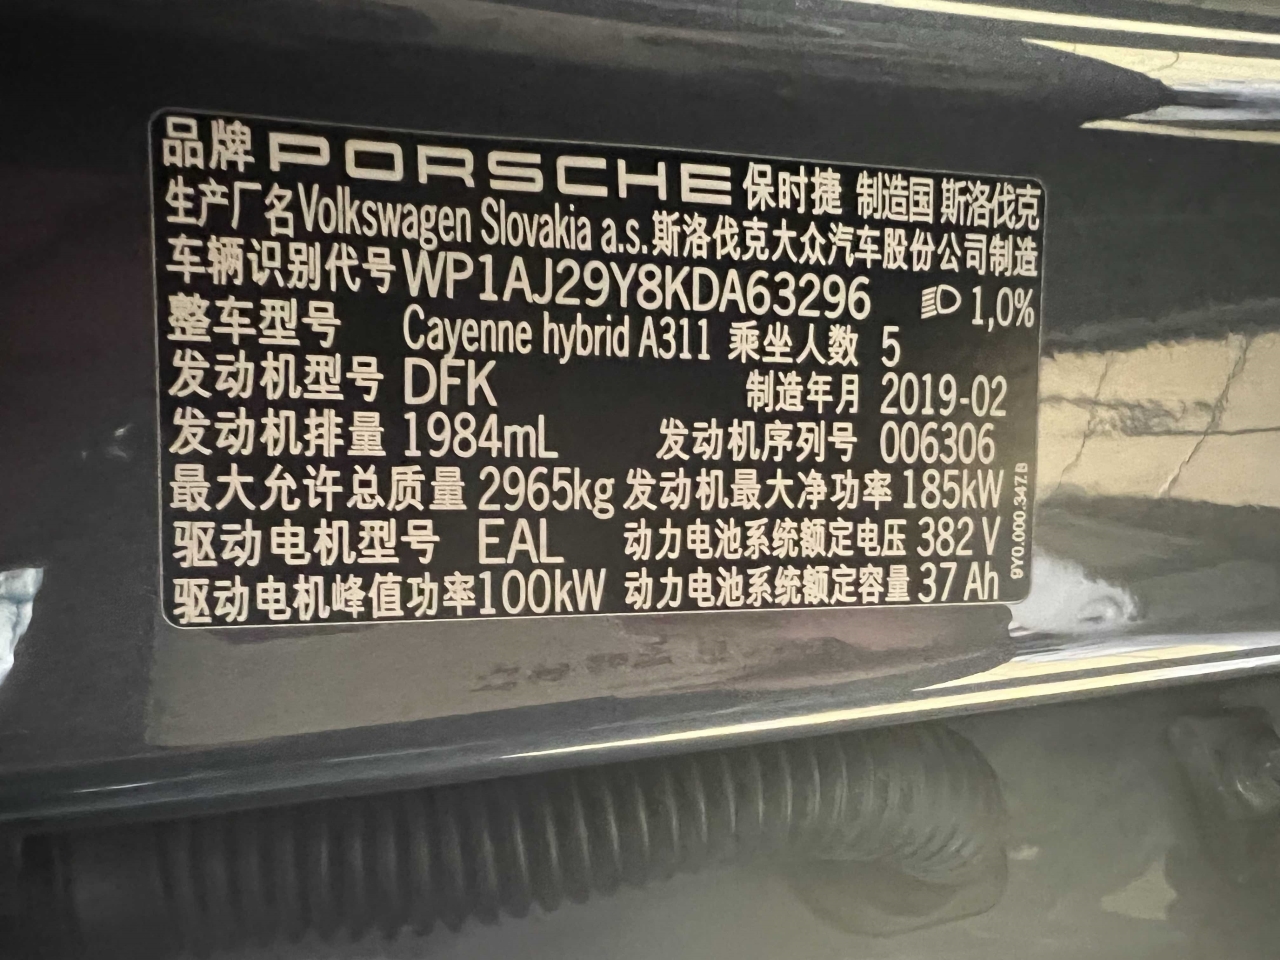 品牌 PORSCHE 保时捷 制造国 斯洛伐克
生产厂名 Volkswagen Slovakia a.s. 斯洛伐克大众汽车股份公司制造
车辆识别代号 WP1AJ29Y8KDA63296 1,0%
整车型号 Cayenne hybrid A311 乘坐人数 5
发动机型号 DFK 制造年月 2019-02
发动机排量 1984mL 发动机序列号 006306
最大允许总质量 2965kg 发动机最大净功率 185kW
驱动电机型号 EAL 动力电池系统额定电压 382 V
驱动电机峰值功率 100kW 动力电池系统额定容量 37 Ah
9Y0.000.347.B